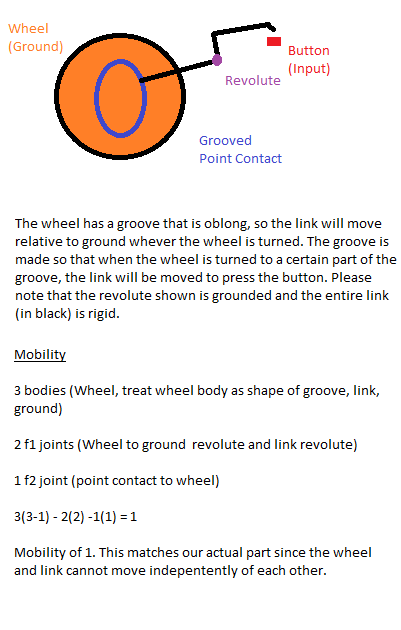 Wheel
(Ground)
Button
(Input)
Revolute
Grooved
Point Contact
The wheel has a groove that is oblong, so the link will move
relative to ground whever the wheel is turned. The groove is
made so that when the wheel is turned to a certain part of the
groove, the link will be moved to press the button. Please
note that the revolute shown is grounded and the entire link
(in black) is rigid.
Mobility
3 bodies (Wheel, treat wheel body as shape of groove, link,
ground)
2 f1 joints (Wheel to ground revolute and link revolute)
1 f2 joint (point contact to wheel)
3(3-1) - 2(2) -1(1) = 1
Mobility of 1. This matches our actual part since the wheel
and link cannot move indepentently of each other.